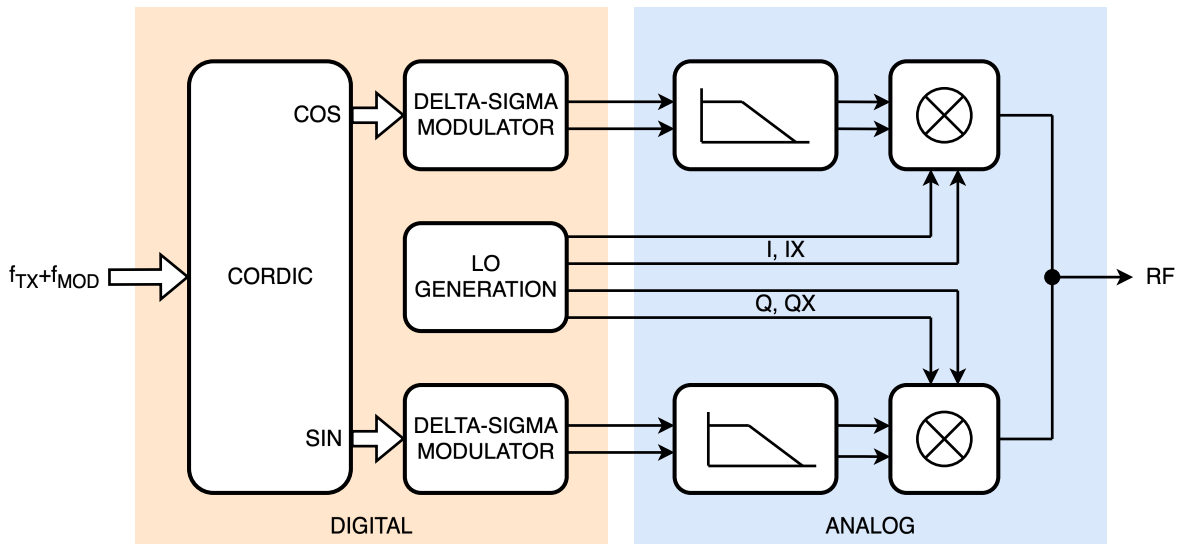 COS
DELTA-SIGMA
MODULATOR
fTX+fMOD
CORDIC
LO
GENERATION
I, IX
Q, QX
RF
SIN
DELTA-SIGMA
MODULATOR
DIGITAL
ANALOG